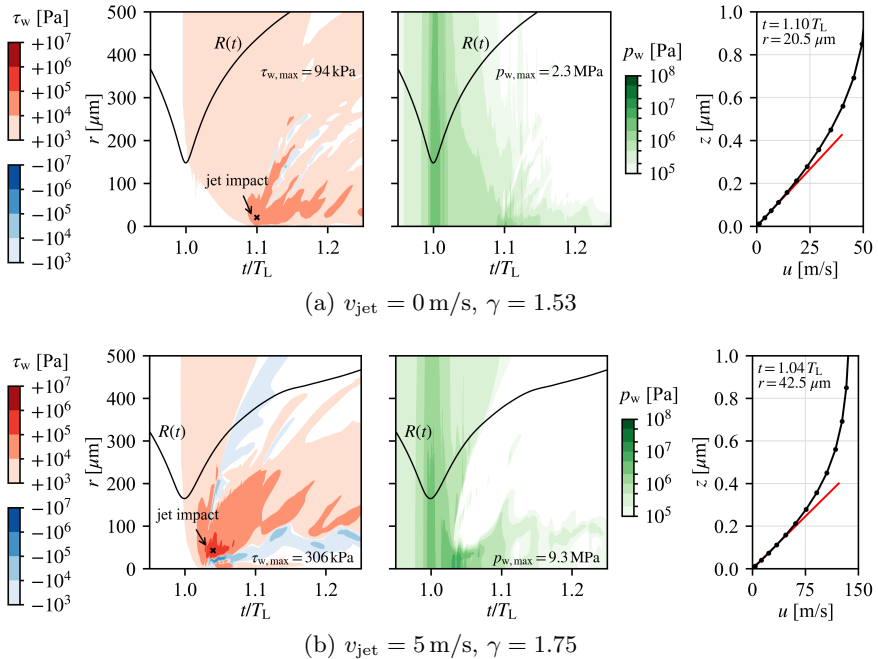 τw [Pa]
+10^7
+10^6
+10^5
+10^4
+10^3
−10^7
−10^6
−10^5
−10^4
−10^3
r [μm]
500
400
300
200
100
0
R(t)
τw,max = 94 kPa
jet impact
1.0
1.1
1.2
t/TL
R(t)
pw,max = 2.3 MPa
1.0
1.1
1.2
t/TL
pw [Pa]
10^8
10^7
10^6
10^5
z [μm]
1.0
0.8
0.6
0.4
0.2
0.0
t = 1.10 TL
r = 20.5 μm
0
25
50
u [m/s]
(a) vjet = 0 m/s, γ = 1.53
τw [Pa]
+10^7
+10^6
+10^5
+10^4
+10^3
−10^7
−10^6
−10^5
−10^4
−10^3
r [μm]
500
400
300
200
100
0
R(t)
jet impact
τw,max = 306 kPa
1.0
1.1
1.2
t/TL
R(t)
pw,max = 9.3 MPa
1.0
1.1
1.2
t/TL
pw [Pa]
10^8
10^7
10^6
10^5
z [μm]
1.0
0.8
0.6
0.4
0.2
0.0
t = 1.04 TL
r = 42.5 μm
0
75
150
u [m/s]
(b) vjet = 5 m/s, γ = 1.75